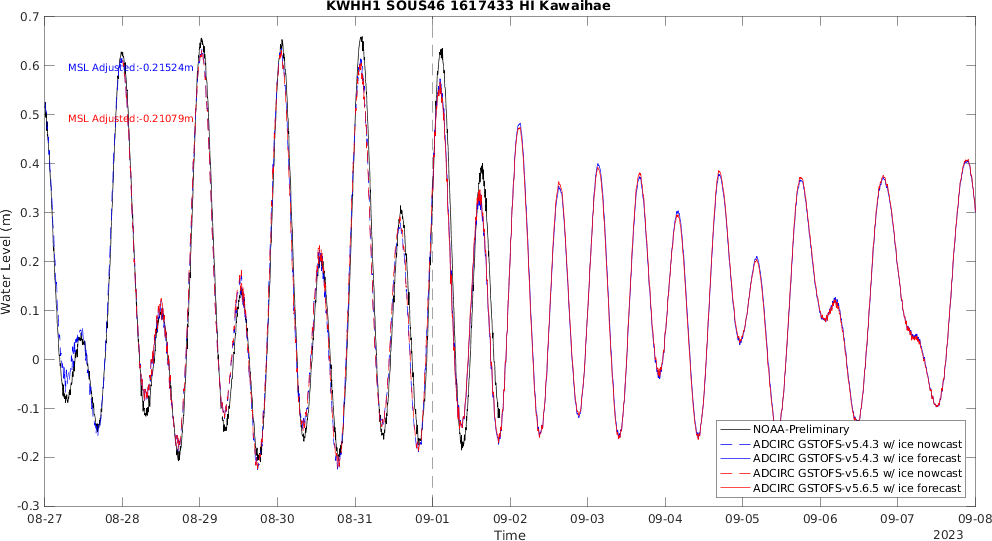 KWHH1 SOUS46 1617433 HI Kawaihae
0.7
0.6
0.5
0.4
0.3
0.2
0.1
0
-0.1
-0.2
-0.3
Water Level (m)
MSL Adjusted:-0.21524m
MSL Adjusted:-0.21079m
NOAA-Preliminary
ADCIRC GSTOFS-v5.4.3 w/ ice nowcast
ADCIRC GSTOFS-v5.4.3 w/ ice forecast
ADCIRC GSTOFS-v5.6.5 w/ ice nowcast
ADCIRC GSTOFS-v5.6.5 w/ ice forecast
08-27 08-28 08-29 08-30 08-31 09-01 09-02 09-03 09-04 09-05 09-06 09-07 09-08
Time
2023